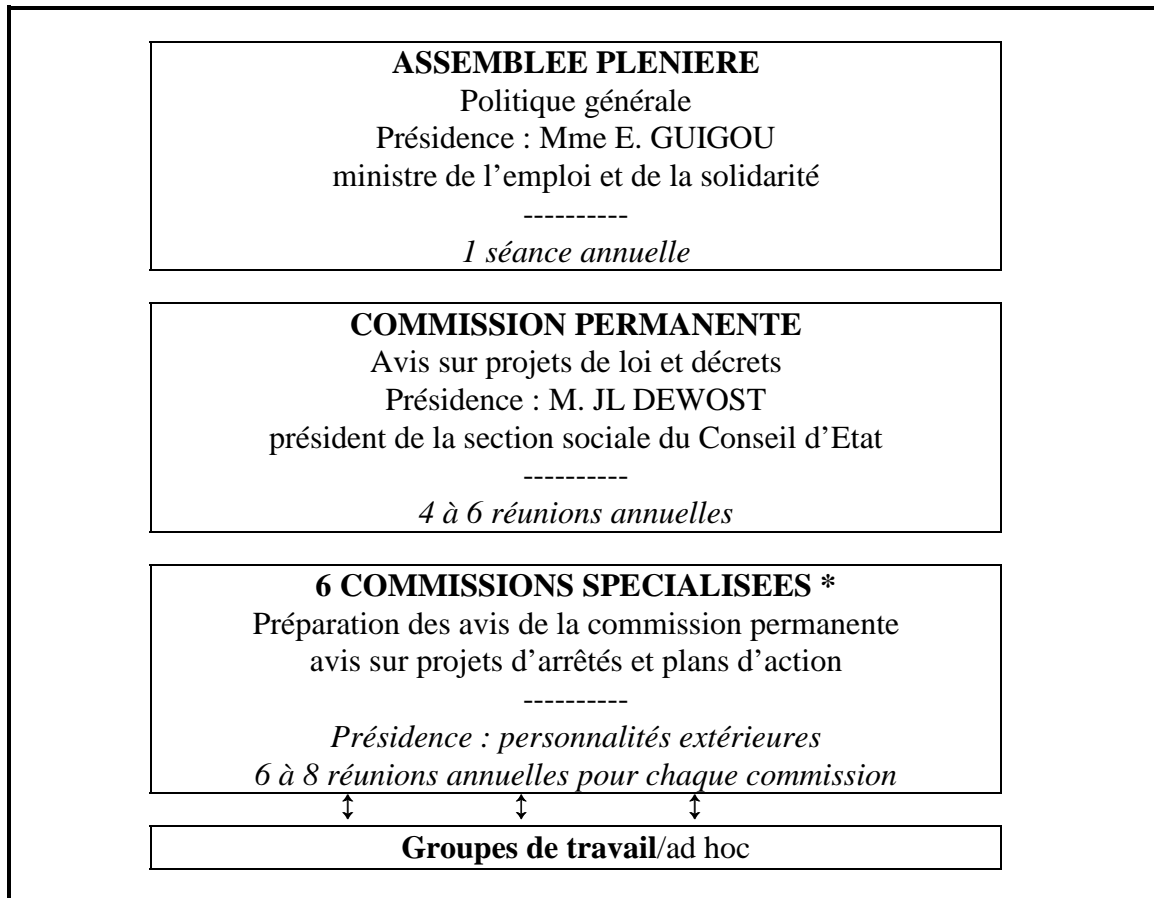 ASSEMBLEE PLENIERE
Politique générale
Présidence : Mme E. GUIGOU
ministre de l’emploi et de la solidarité
----------
1 séance annuelle
COMMISSION PERMANENTE
Avis sur projets de loi et décrets
Présidence : M. JL DEWOST
président de la section sociale du Conseil d’Etat
----------
4 à 6 réunions annuelles
6 COMMISSIONS SPECIALISEES *
Préparation des avis de la commission permanente
avis sur projets d’arrêtés et plans d’action
----------
Présidence : personnalités extérieures
6 à 8 réunions annuelles pour chaque commission
↕ ↕ ↕
Groupes de travail/ad hoc